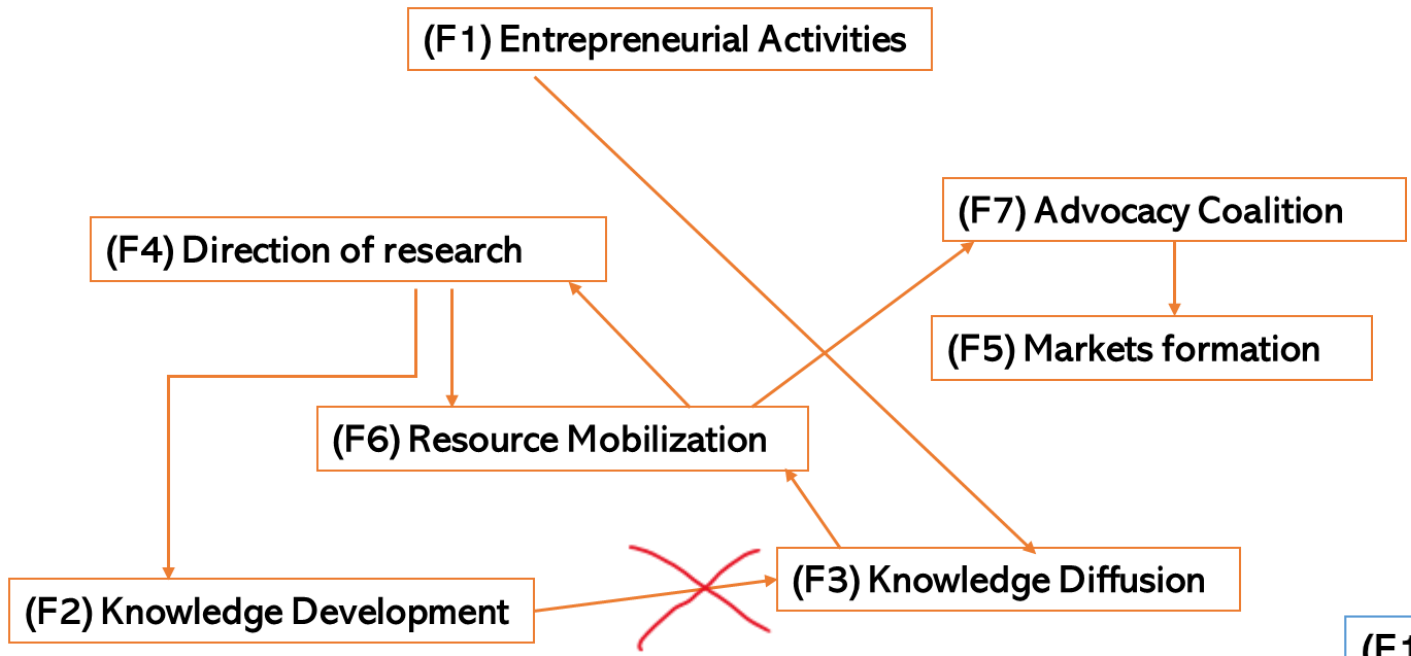 (F1) Entrepreneurial Activities
(F7) Advocacy Coalition
(F4) Direction of research
(F5) Markets formation
(F6) Resource Mobilization
(F3) Knowledge Diffusion
(F2) Knowledge Development